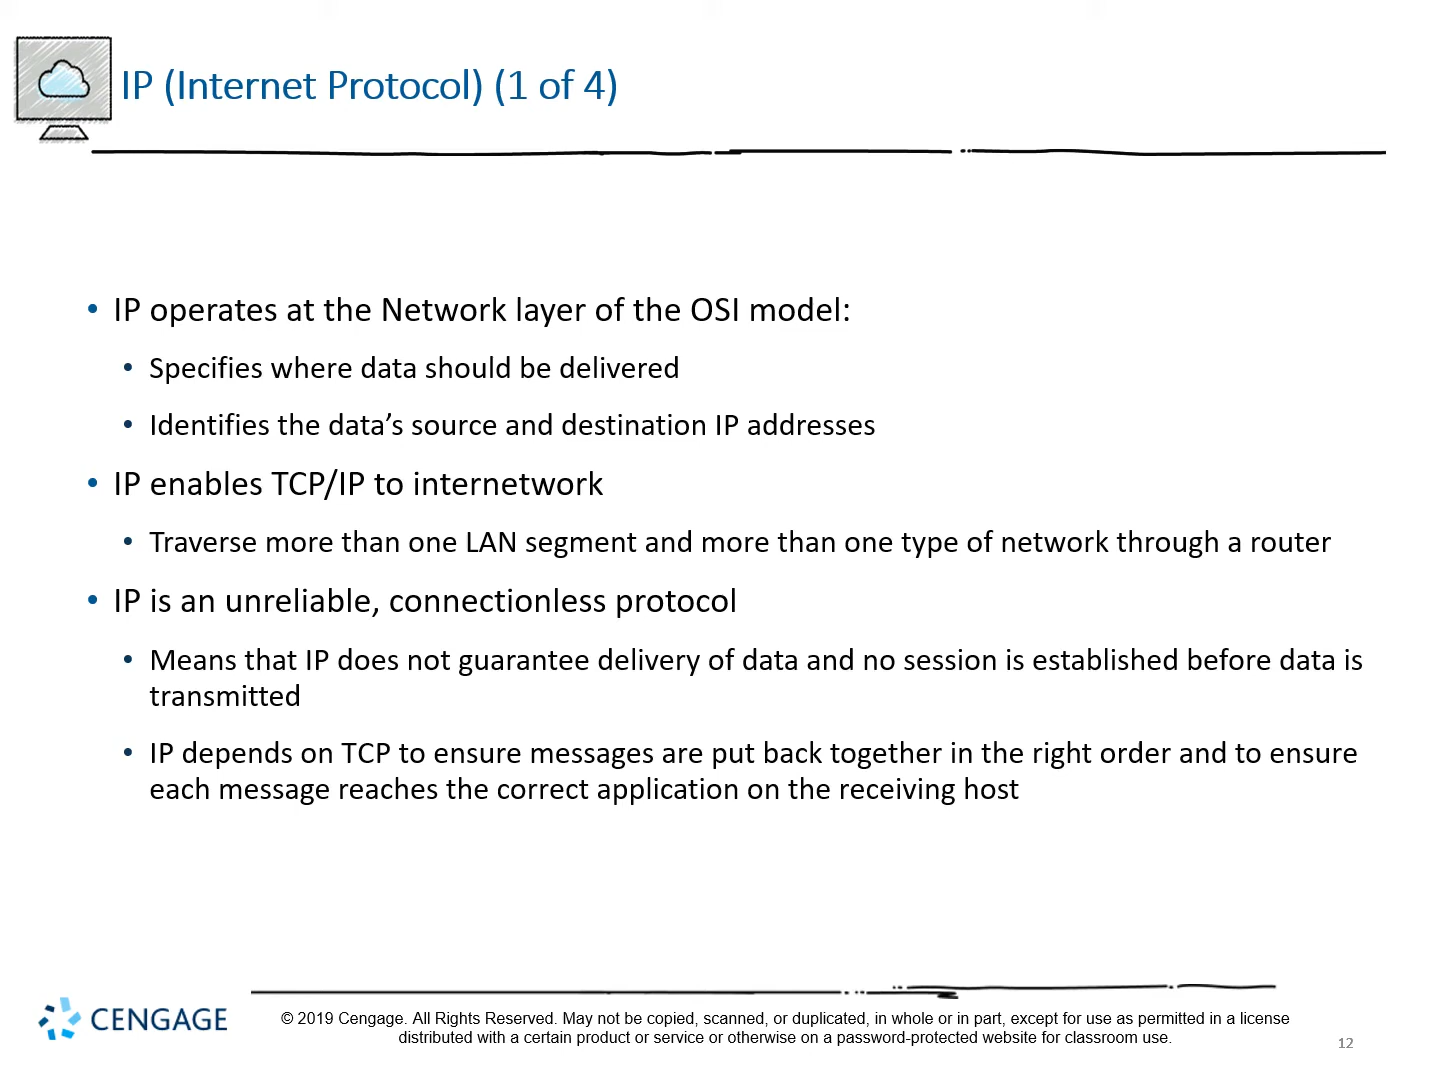 IP (Internet Protocol) (1 of 4)
• IP operates at the Network layer of the OSI model:
• Specifies where data should be delivered
• Identifies the data’s source and destination IP addresses
• IP enables TCP/IP to internetwork
• Traverse more than one LAN segment and more than one type of network through a router
• IP is an unreliable, connectionless protocol
• Means that IP does not guarantee delivery of data and no session is established before data is
transmitted
• IP depends on TCP to ensure messages are put back together in the right order and to ensure
each message reaches the correct application on the receiving host
CENGAGE
© 2019 Cengage. All Rights Reserved. May not be copied, scanned, or duplicated, in whole or in part, except for use as permitted in a license
distributed with a certain product or service or otherwise on a password-protected website for classroom use.
12